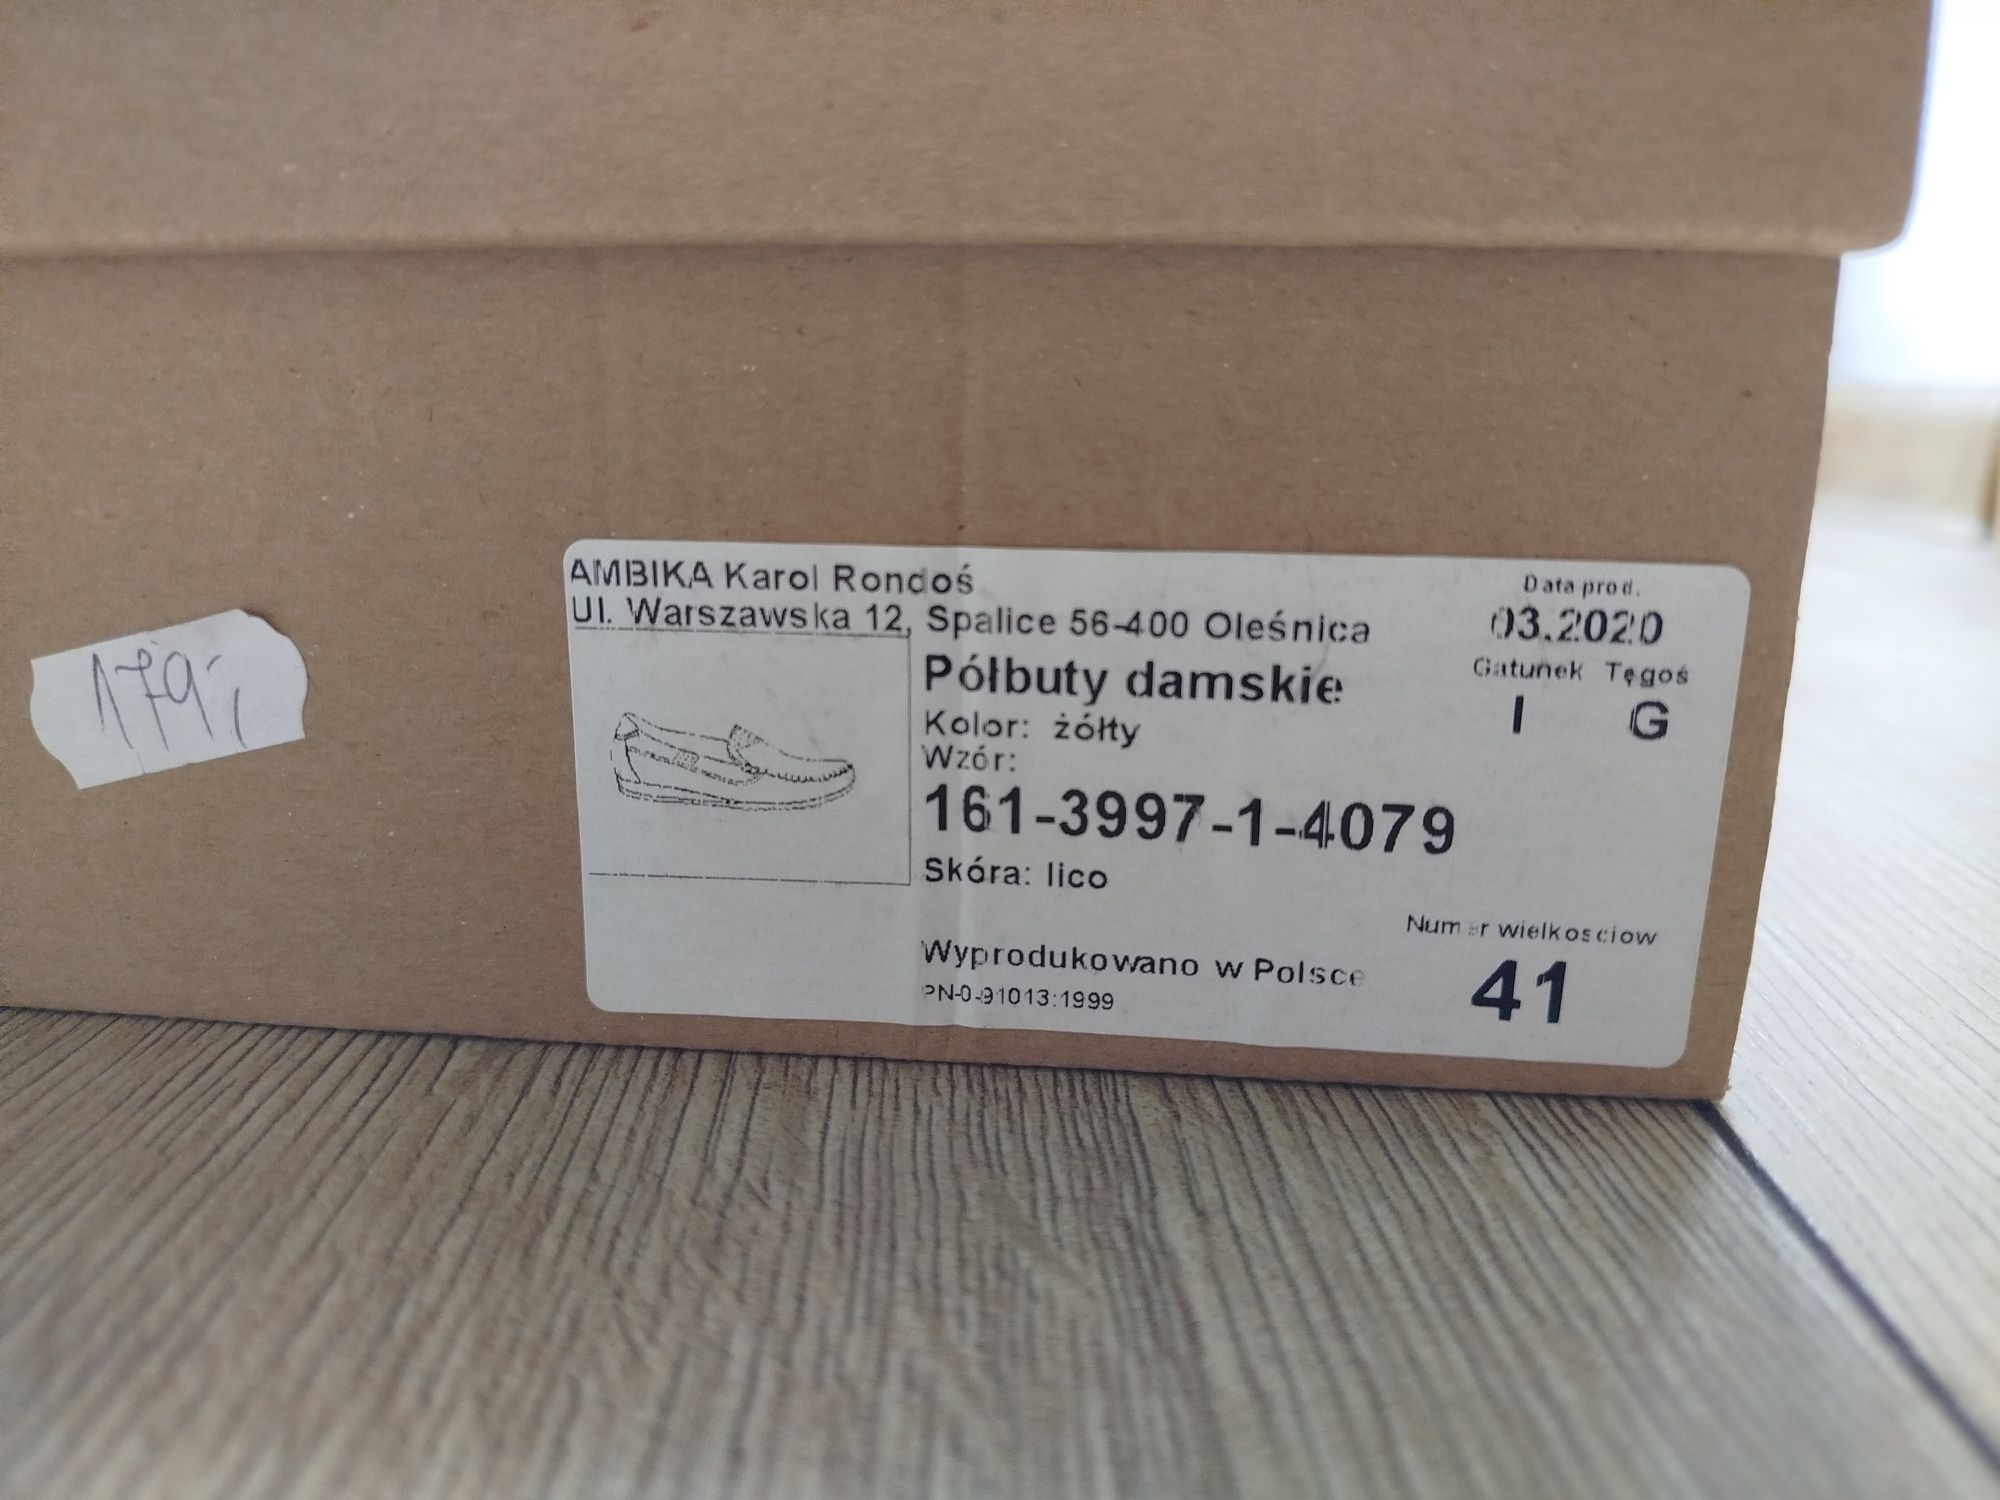 AMBIKA Karol Rondoś
Ul. Warszawska 12, Spalice 56-400 Oleśnica
Data prod.
03.2020
Półbuty damskie
Gatunek Tęgoś
I G
Kolor: żółty
Wzór:
161-3997-1-4079
Skóra: lico
Numer wielkosciow
41
Wyprodukowano w Polsce
PN-0-91013:1999
179,-